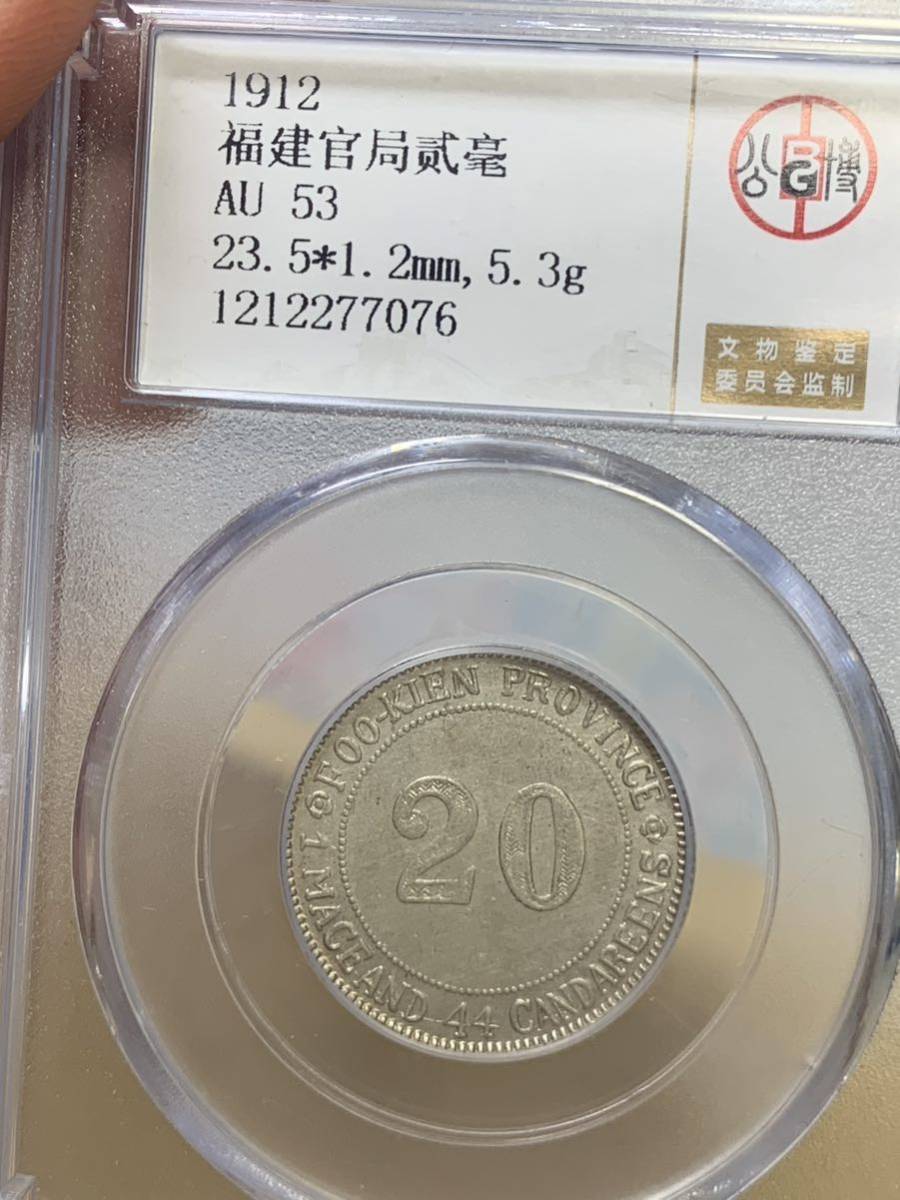 1912
福建官局贰毫
AU 53
23.5*1.2mm,5.3g
1212277076
公博
BG
文物鉴定
委员会监制
FOO-KIEN PROVINCE
20
1 MACE AND 44 CANDAREENS